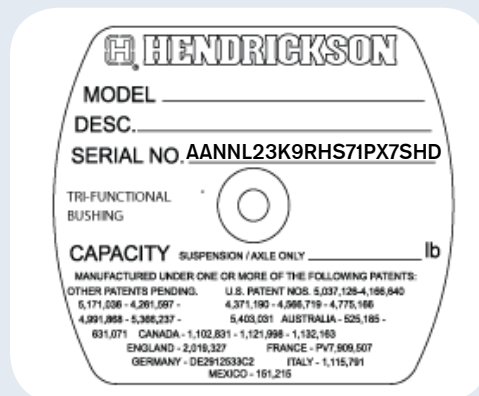 H HENDRICKSON
MODEL
DESC.
SERIAL NO. AANNL23K9RHS71PX7SHD
TRI-FUNCTIONAL
BUSHING
CAPACITY SUSPENSION / AXLE ONLY lb
MANUFACTURED UNDER ONE OR MORE OF THE FOLLOWING PATENTS:
OTHER PATENTS PENDING. U.S. PATENT NOS. 5,037,126-4,166,640
5,171,036 - 4,261,597 - 4,371,190 - 4,566,719 - 4,775,166
4,991,868 - 5,366,237 - 5,403,031 AUSTRALIA - 525,185 -
631,071 CANADA - 1,102,831 - 1,121,998 - 1,132,163
ENGLAND - 2,019,327 FRANCE - PV7,909,507
GERMANY - DE2912533C2 ITALY - 1,115,791
MEXICO - 151,215